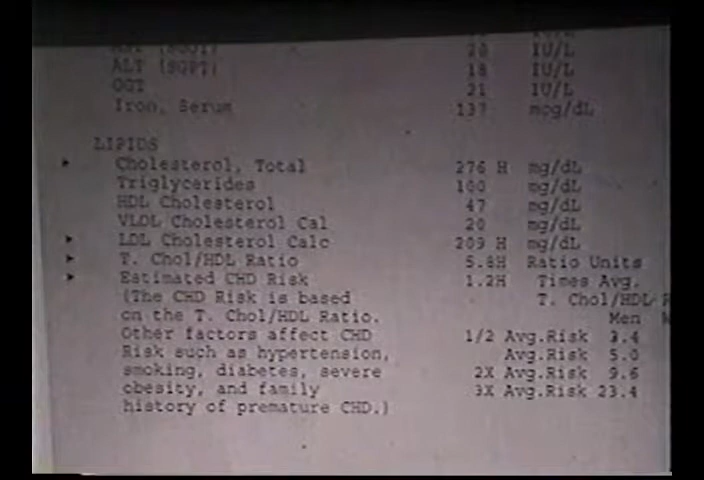 AST (SGOT) 20 IU/L
ALT (SGPT) 18 IU/L
GGT 21 IU/L
Iron, Serum 137 mcg/dL
LIPIDS
Cholesterol, Total 276 H mg/dL
Triglycerides 100 mg/dL
HDL Cholesterol 47 mg/dL
VLDL Cholesterol Cal 20 mg/dL
LDL Cholesterol Calc 209 H mg/dL
T. Chol/HDL Ratio 5.8H Ratio Units
Estimated CHD Risk 1.2H Times Avg.
(The CHD Risk is based T. Chol/HDL
on the T. Chol/HDL Ratio. Men
Other factors affect CHD 1/2 Avg.Risk 3.4
Risk such as hypertension, Avg.Risk 5.0
smoking, diabetes, severe 2X Avg.Risk 9.6
obesity, and family 3X Avg.Risk 23.4
history of premature CHD.)